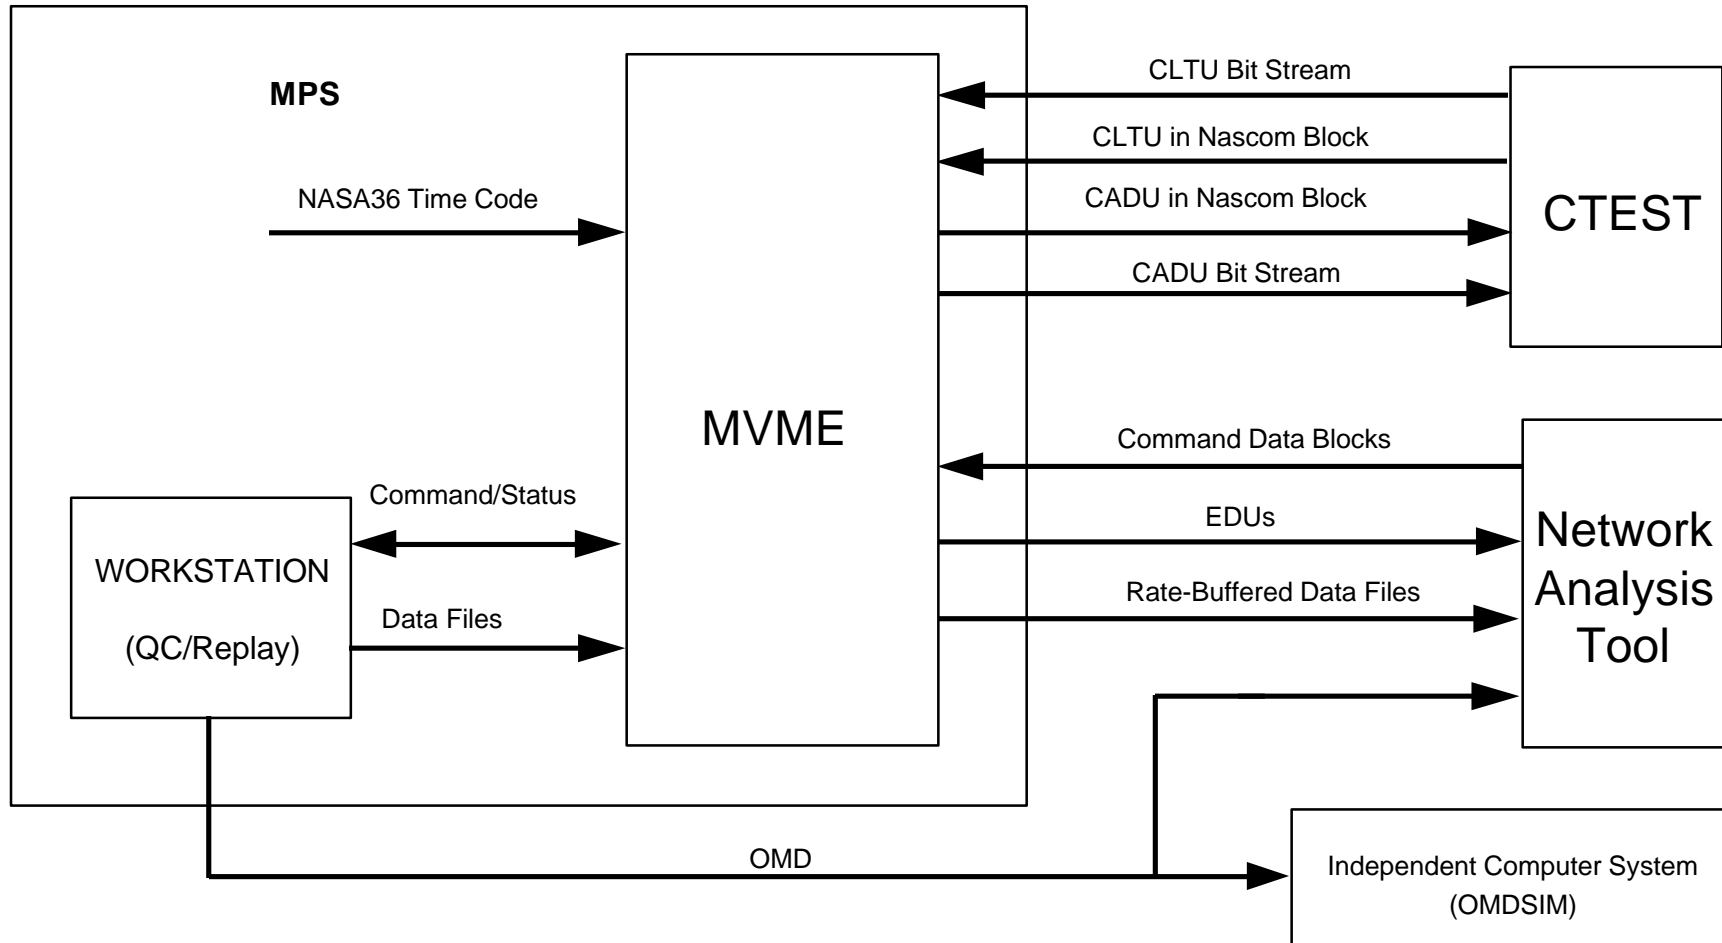 MPS
NASA36 Time Code
MVME
CLTU Bit Stream
CLTU in Nascom Block
CADU in Nascom Block
CADU Bit Stream
CTEST
Command/Status
WORKSTATION
(QC/Replay)
Data Files
Command Data Blocks
EDUs
Rate-Buffered Data Files
Network
Analysis
Tool
OMD
Independent Computer System
(OMDSIM)